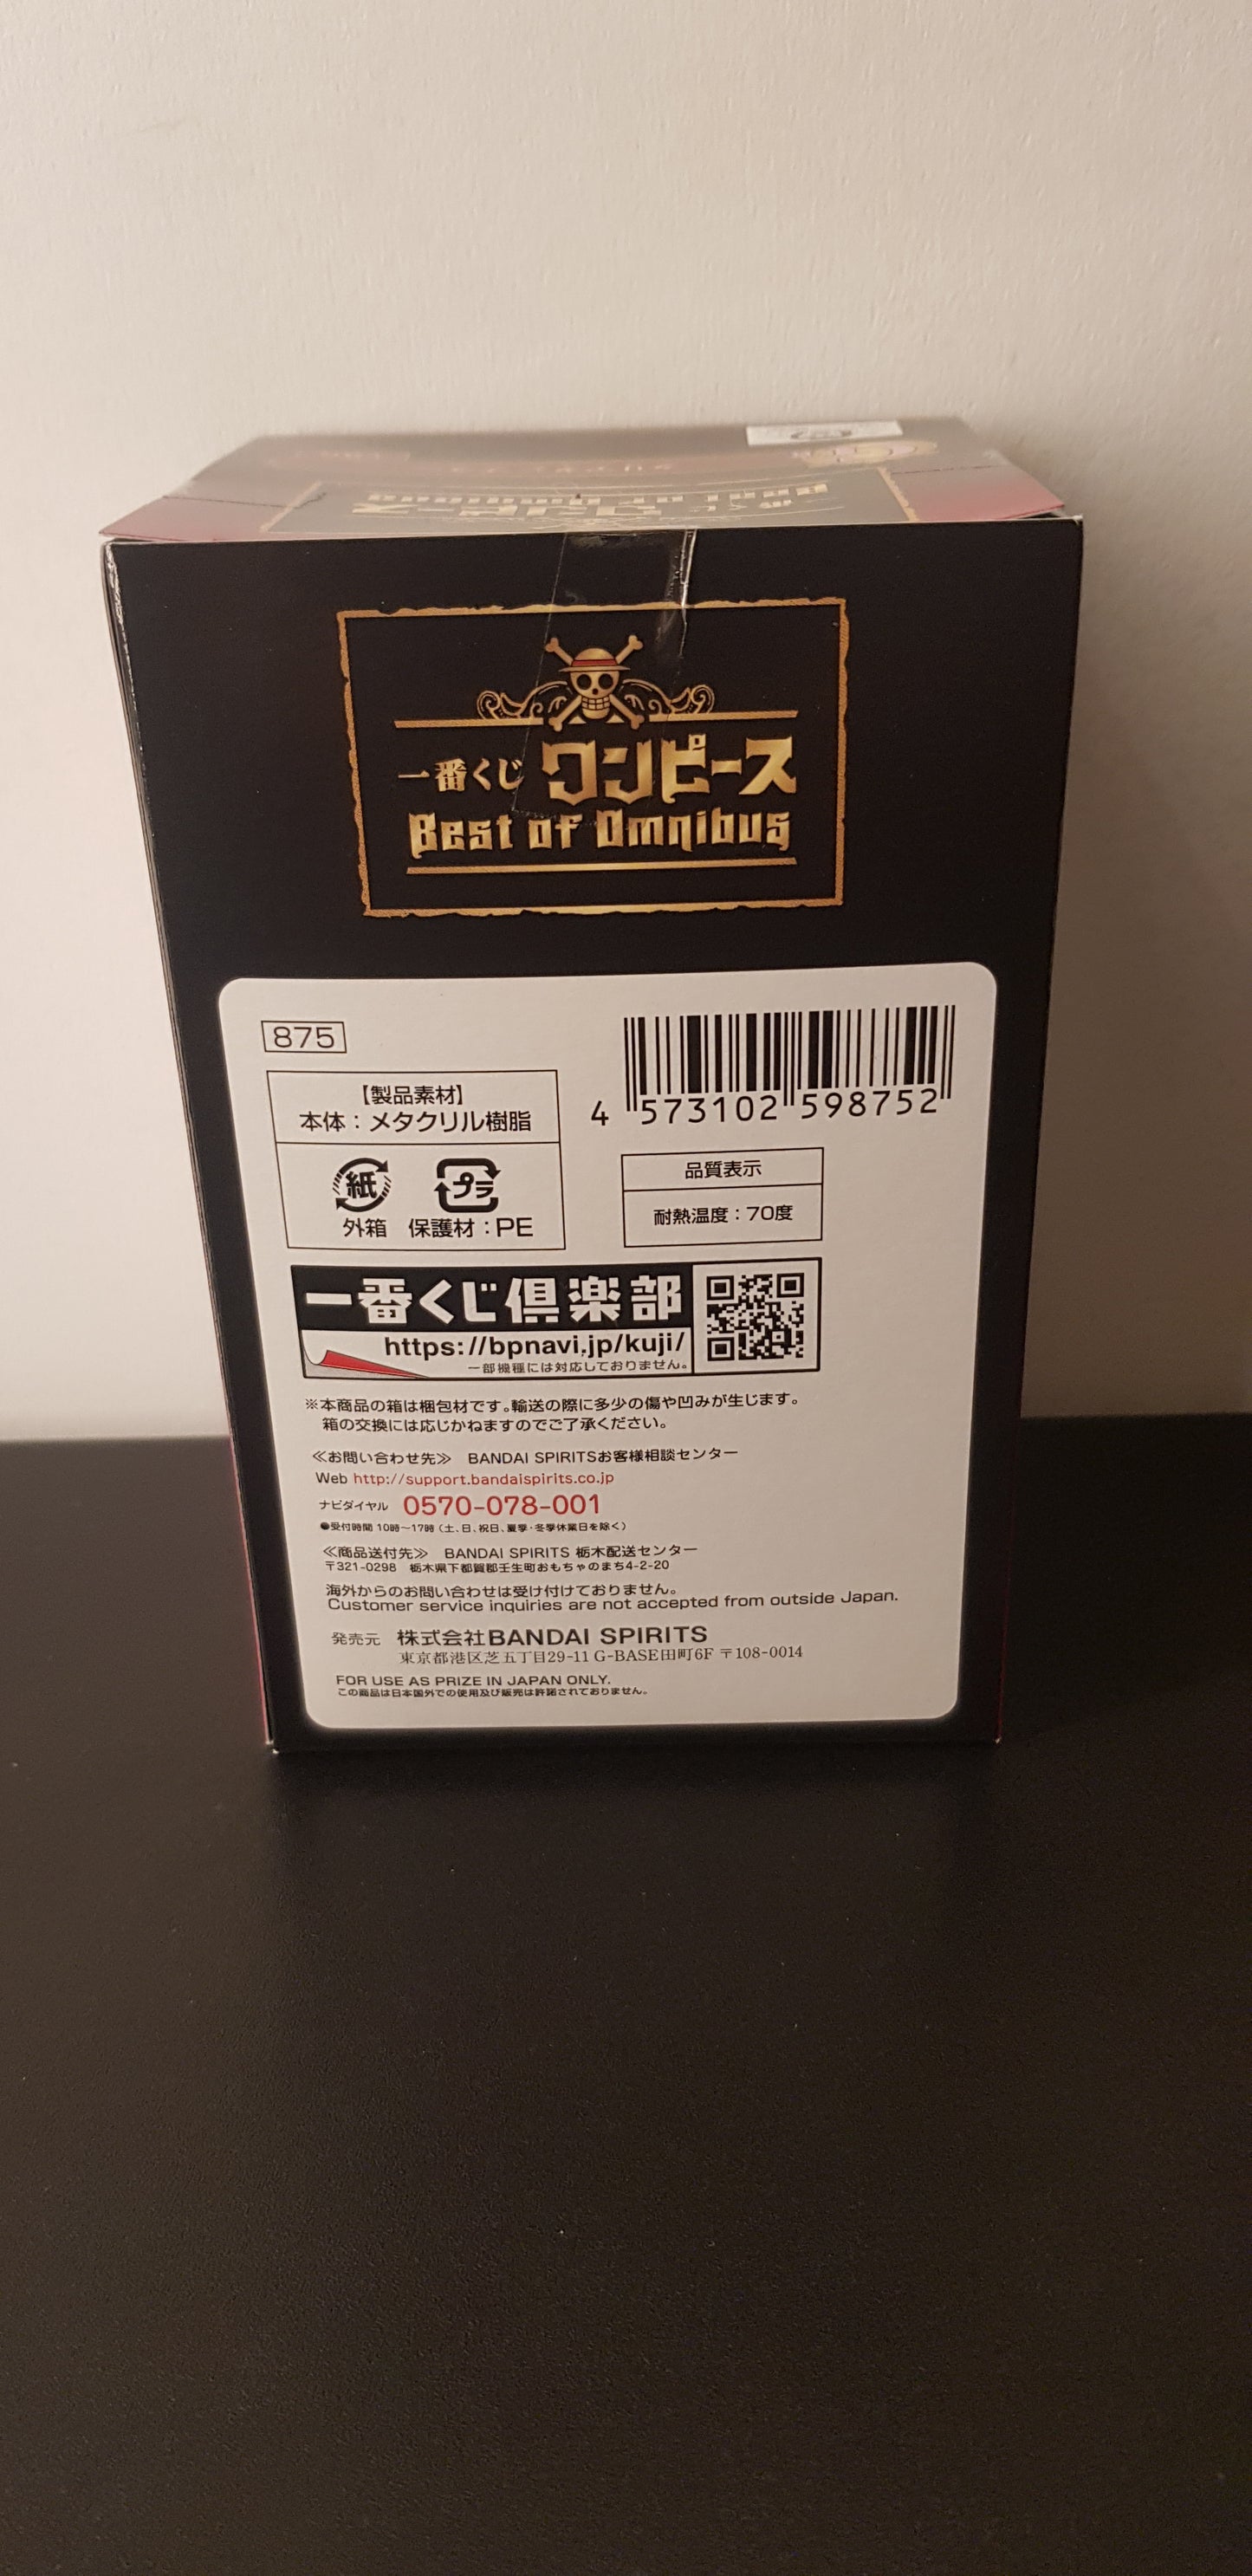 一番くじ ワンピース
Best of Omnibus
875
4 573102 598752
【製品素材】
本体：メタクリル樹脂
紙 プラ
外箱 保護材：PE
品質表示
耐熱温度：70度
一番くじ倶楽部
https://bpnavi.jp/kuji/
一部機種には対応しておりません。
※本商品の箱は梱包材です。輸送の際に多少の傷や凹みが生じます。
箱の交換には応じかねますのでご了承ください。
≪お問い合わせ先≫ BANDAI SPIRITSお客様相談センター
Web http://support.bandaispirits.co.jp
ナビダイヤル 0570-078-001
●受付時間 10時〜17時（土、日、祝日、夏季・冬季休業日を除く）
≪商品送付先≫ BANDAI SPIRITS 栃木配送センター
〒321-0298 栃木県下都賀郡壬生町おもちゃのまち4-2-20
海外からのお問い合わせは受け付けておりません。
Customer service inquiries are not accepted from outside Japan.
発売元 株式会社BANDAI SPIRITS
東京都港区芝五丁目29-11 G-BASE田町6F 〒108-0014
FOR USE AS PRIZE IN JAPAN ONLY.
この商品は日本国外での使用及び販売は許諾されておりません。